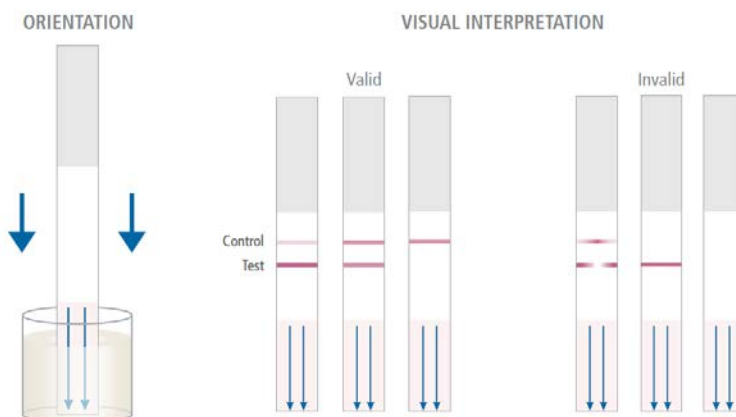 ORIENTATION
VISUAL INTERPRETATION
Valid
Invalid
Control
Test